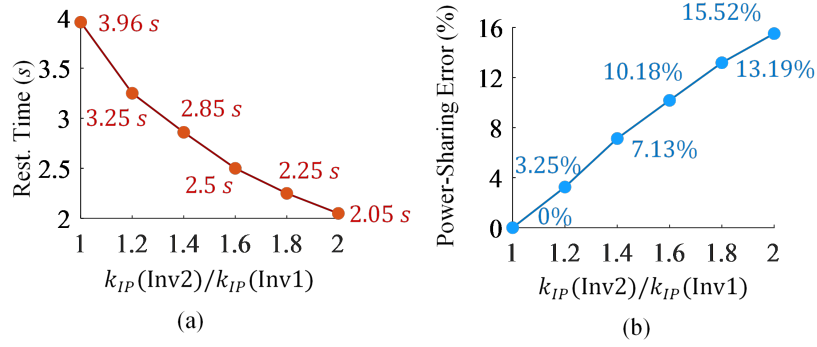 Rest. Time (s)
4
3.5
3
2.5
2
3.96 s
3.25 s
2.85 s
2.5 s
2.25 s
2.05 s
1 1.2 1.4 1.6 1.8 2
k_IP(Inv2)/k_IP(Inv1)
(a)
Power-Sharing Error (%)
16
12
8
4
0
15.52%
13.19%
10.18%
7.13%
3.25%
0%
1 1.2 1.4 1.6 1.8 2
k_IP(Inv2)/k_IP(Inv1)
(b)